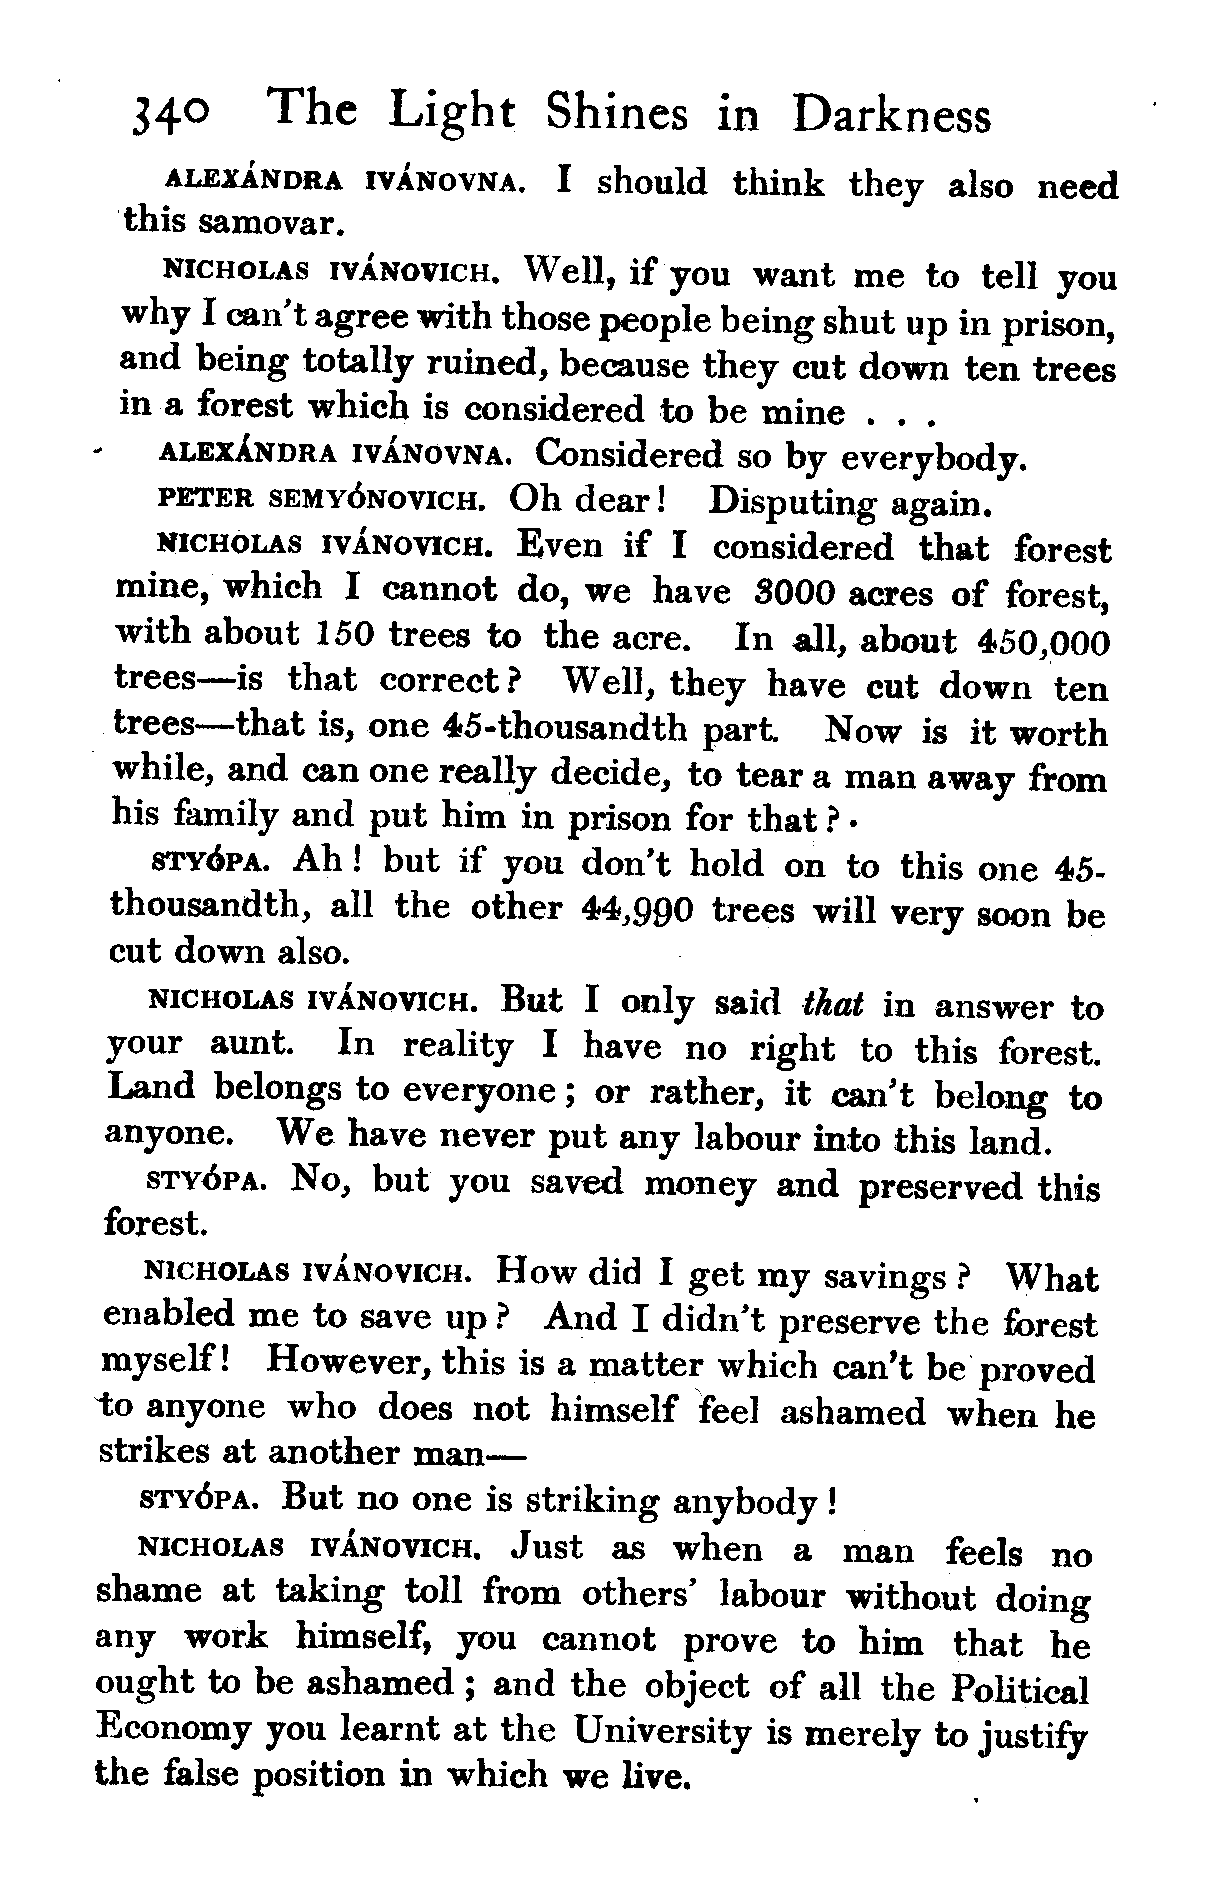 340 The Light Shines in Darkness
ALEXÁNDRA IVÁNOVNA. I should think they also need
this samovar.
NICHOLAS IVÁNOVICH. Well, if you want me to tell you
why I can't agree with those people being shut up in prison,
and being totally ruined, because they cut down ten trees
in a forest which is considered to be mine . . .
ALEXÁNDRA IVÁNOVNA. Considered so by everybody.
PETER SEMYÓNOVICH. Oh dear! Disputing again.
NICHOLAS IVÁNOVICH. Even if I considered that forest
mine, which I cannot do, we have 3000 acres of forest,
with about 150 trees to the acre. In all, about 450,000
trees—is that correct? Well, they have cut down ten
trees—that is, one 45-thousandth part. Now is it worth
while, and can one really decide, to tear a man away from
his family and put him in prison for that?
STYÓPA. Ah! but if you don't hold on to this one 45-
thousandth, all the other 44,990 trees will very soon be
cut down also.
NICHOLAS IVÁNOVICH. But I only said that in answer to
your aunt. In reality I have no right to this forest.
Land belongs to everyone; or rather, it can't belong to
anyone. We have never put any labour into this land.
STYÓPA. No, but you saved money and preserved this
forest.
NICHOLAS IVÁNOVICH. How did I get my savings? What
enabled me to save up? And I didn't preserve the forest
myself! However, this is a matter which can't be proved
to anyone who does not himself feel ashamed when he
strikes at another man—
STYÓPA. But no one is striking anybody!
NICHOLAS IVÁNOVICH. Just as when a man feels no
shame at taking toll from others' labour without doing
any work himself, you cannot prove to him that he
ought to be ashamed; and the object of all the Political
Economy you learnt at the University is merely to justify
the false position in which we live.